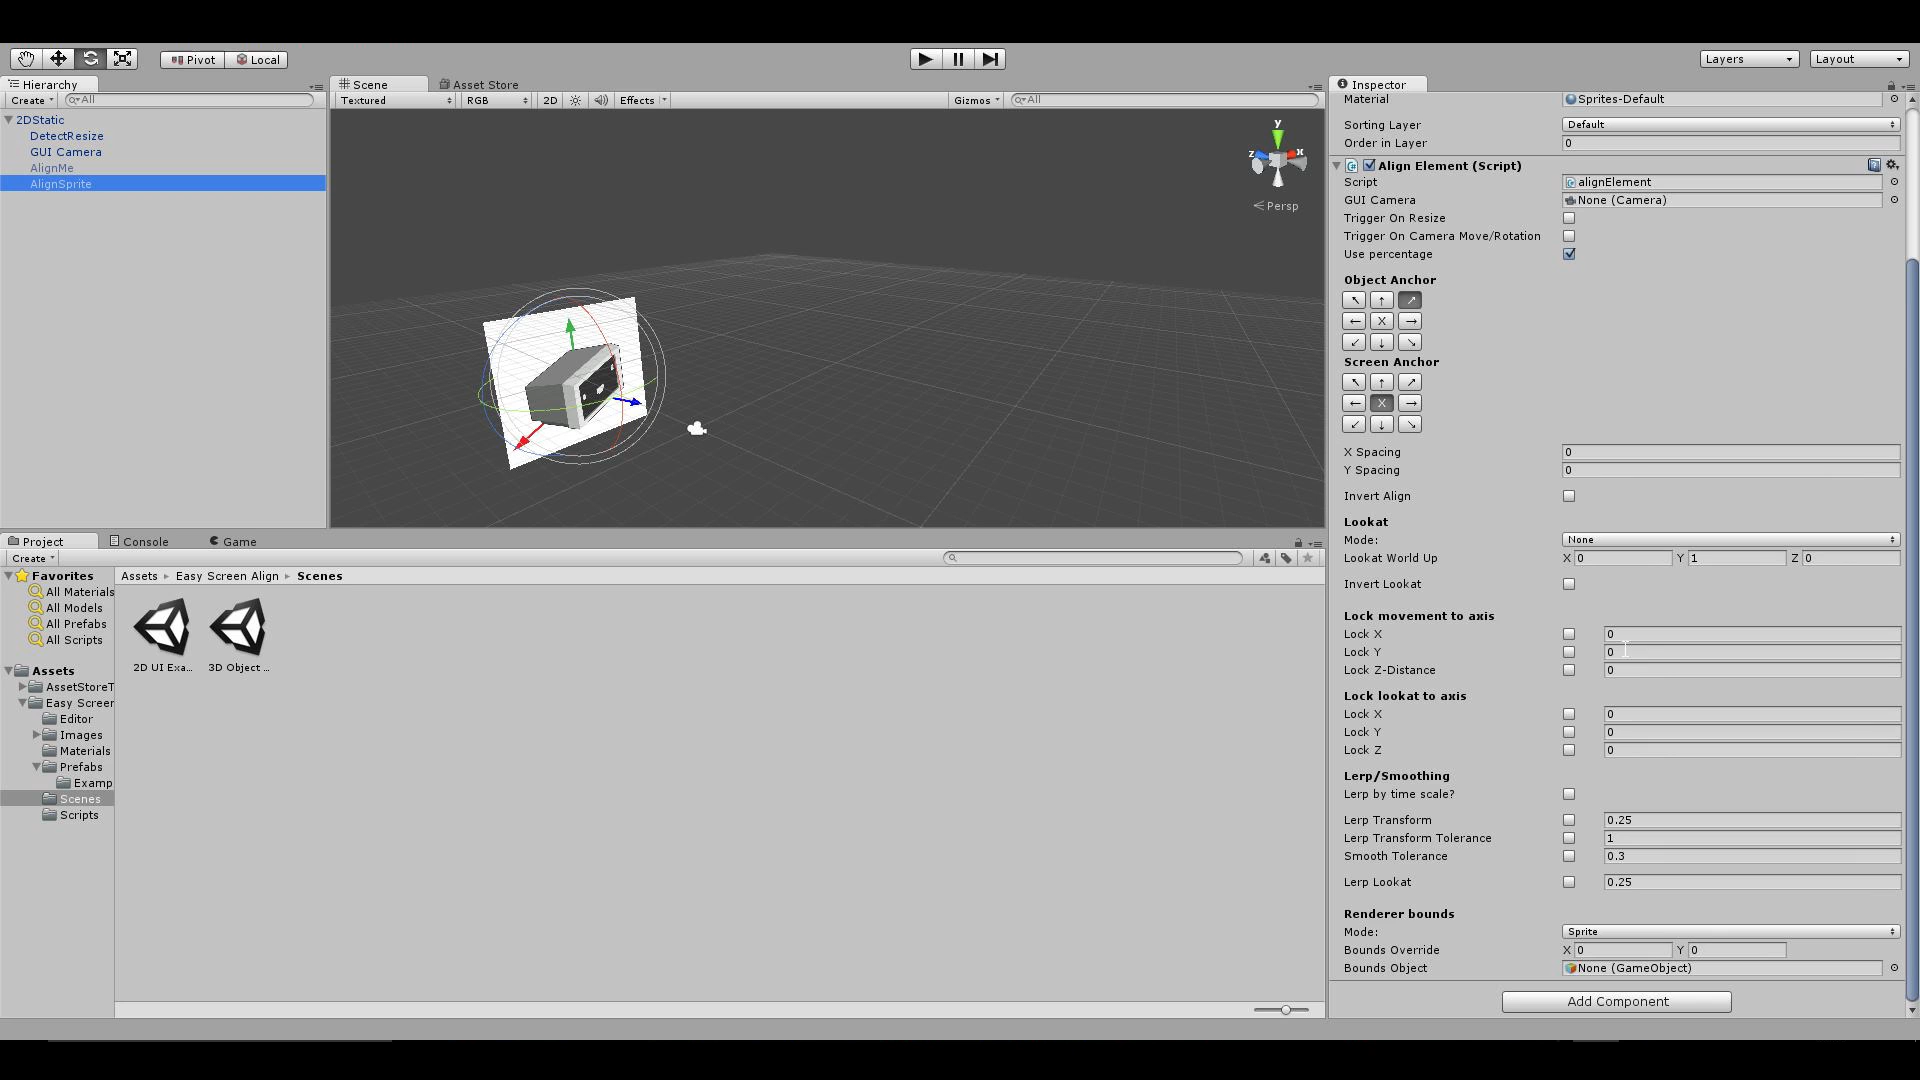 Pivot Local Layers Layout
Hierarchy
Create All
2DStatic
DetectResize
GUI Camera
AlignMe
AlignSprite
Scene Asset Store
Textured RGB 2D Effects Gizmos All
y
z x
Persp
Project Console Game
Create
Favorites
All Materials
All Models
All Prefabs
All Scripts
Assets
AssetStoreT
Easy Screen
Editor
Images
Materials
Prefabs
Examp
Scenes
Scripts
Assets Easy Screen Align Scenes
2D UI Exa... 3D Object ...
Inspector
Material Sprites-Default
Sorting Layer Default
Order in Layer 0
Align Element (Script)
Script alignElement
GUI Camera None (Camera)
Trigger On Resize
Trigger On Camera Move/Rotation
Use percentage
Object Anchor
↖ ↑ ↗
← X →
↙ ↓ ↘
Screen Anchor
↖ ↑ ↗
← X →
↙ ↓ ↘
X Spacing 0
Y Spacing 0
Invert Align
Lookat
Mode: None
Lookat World Up X 0 Y 1 Z 0
Invert Lookat
Lock movement to axis
Lock X 0
Lock Y 0
Lock Z-Distance 0
Lock lookat to axis
Lock X 0
Lock Y 0
Lock Z 0
Lerp/Smoothing
Lerp by time scale?
Lerp Transform 0.25
Lerp Transform Tolerance 1
Smooth Tolerance 0.3
Lerp Lookat 0.25
Renderer bounds
Mode: Sprite
Bounds Override X 0 Y 0
Bounds Object None (GameObject)
Add Component